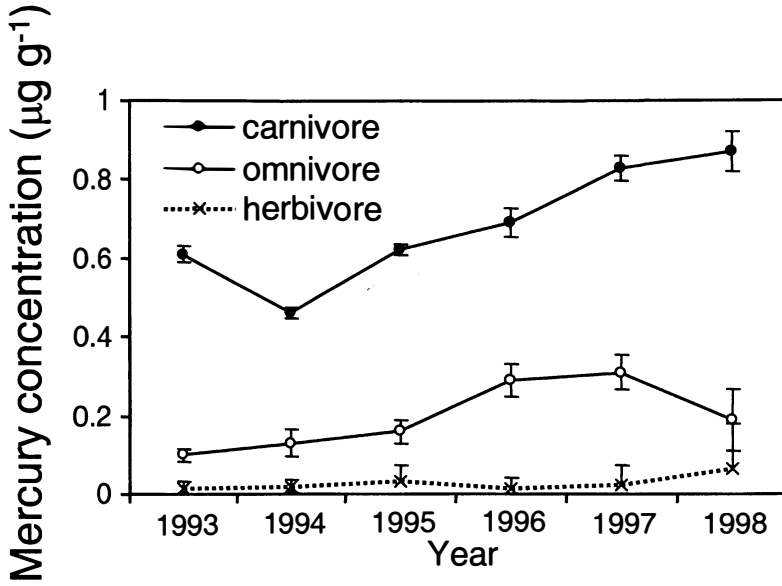 Mercury concentration (µg g⁻¹)
1
0.8
0.6
0.4
0.2
0
carnivore
omnivore
herbivore
1993 1994 1995 1996 1997 1998
Year